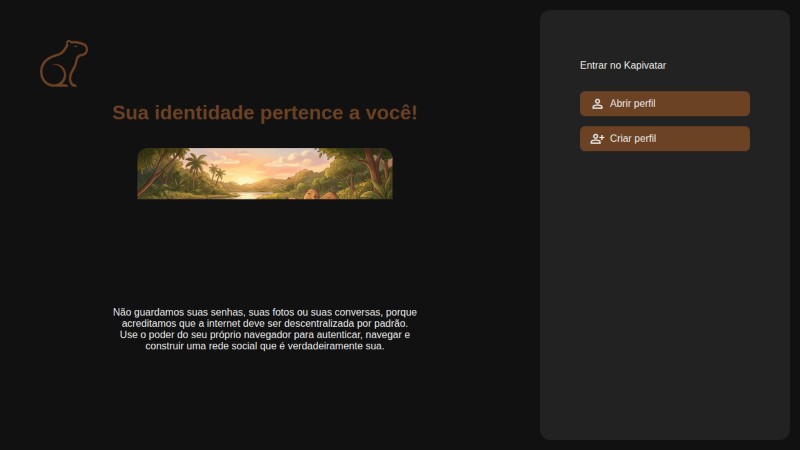 Sua identidade pertence a você!
Não guardamos suas senhas, suas fotos ou suas conversas, porque
acreditamos que a internet deve ser descentralizada por padrão.
Use o poder do seu próprio navegador para autenticar, navegar e
construir uma rede social que é verdadeiramente sua.
Entrar no Kapivatar
Abrir perfil
Criar perfil